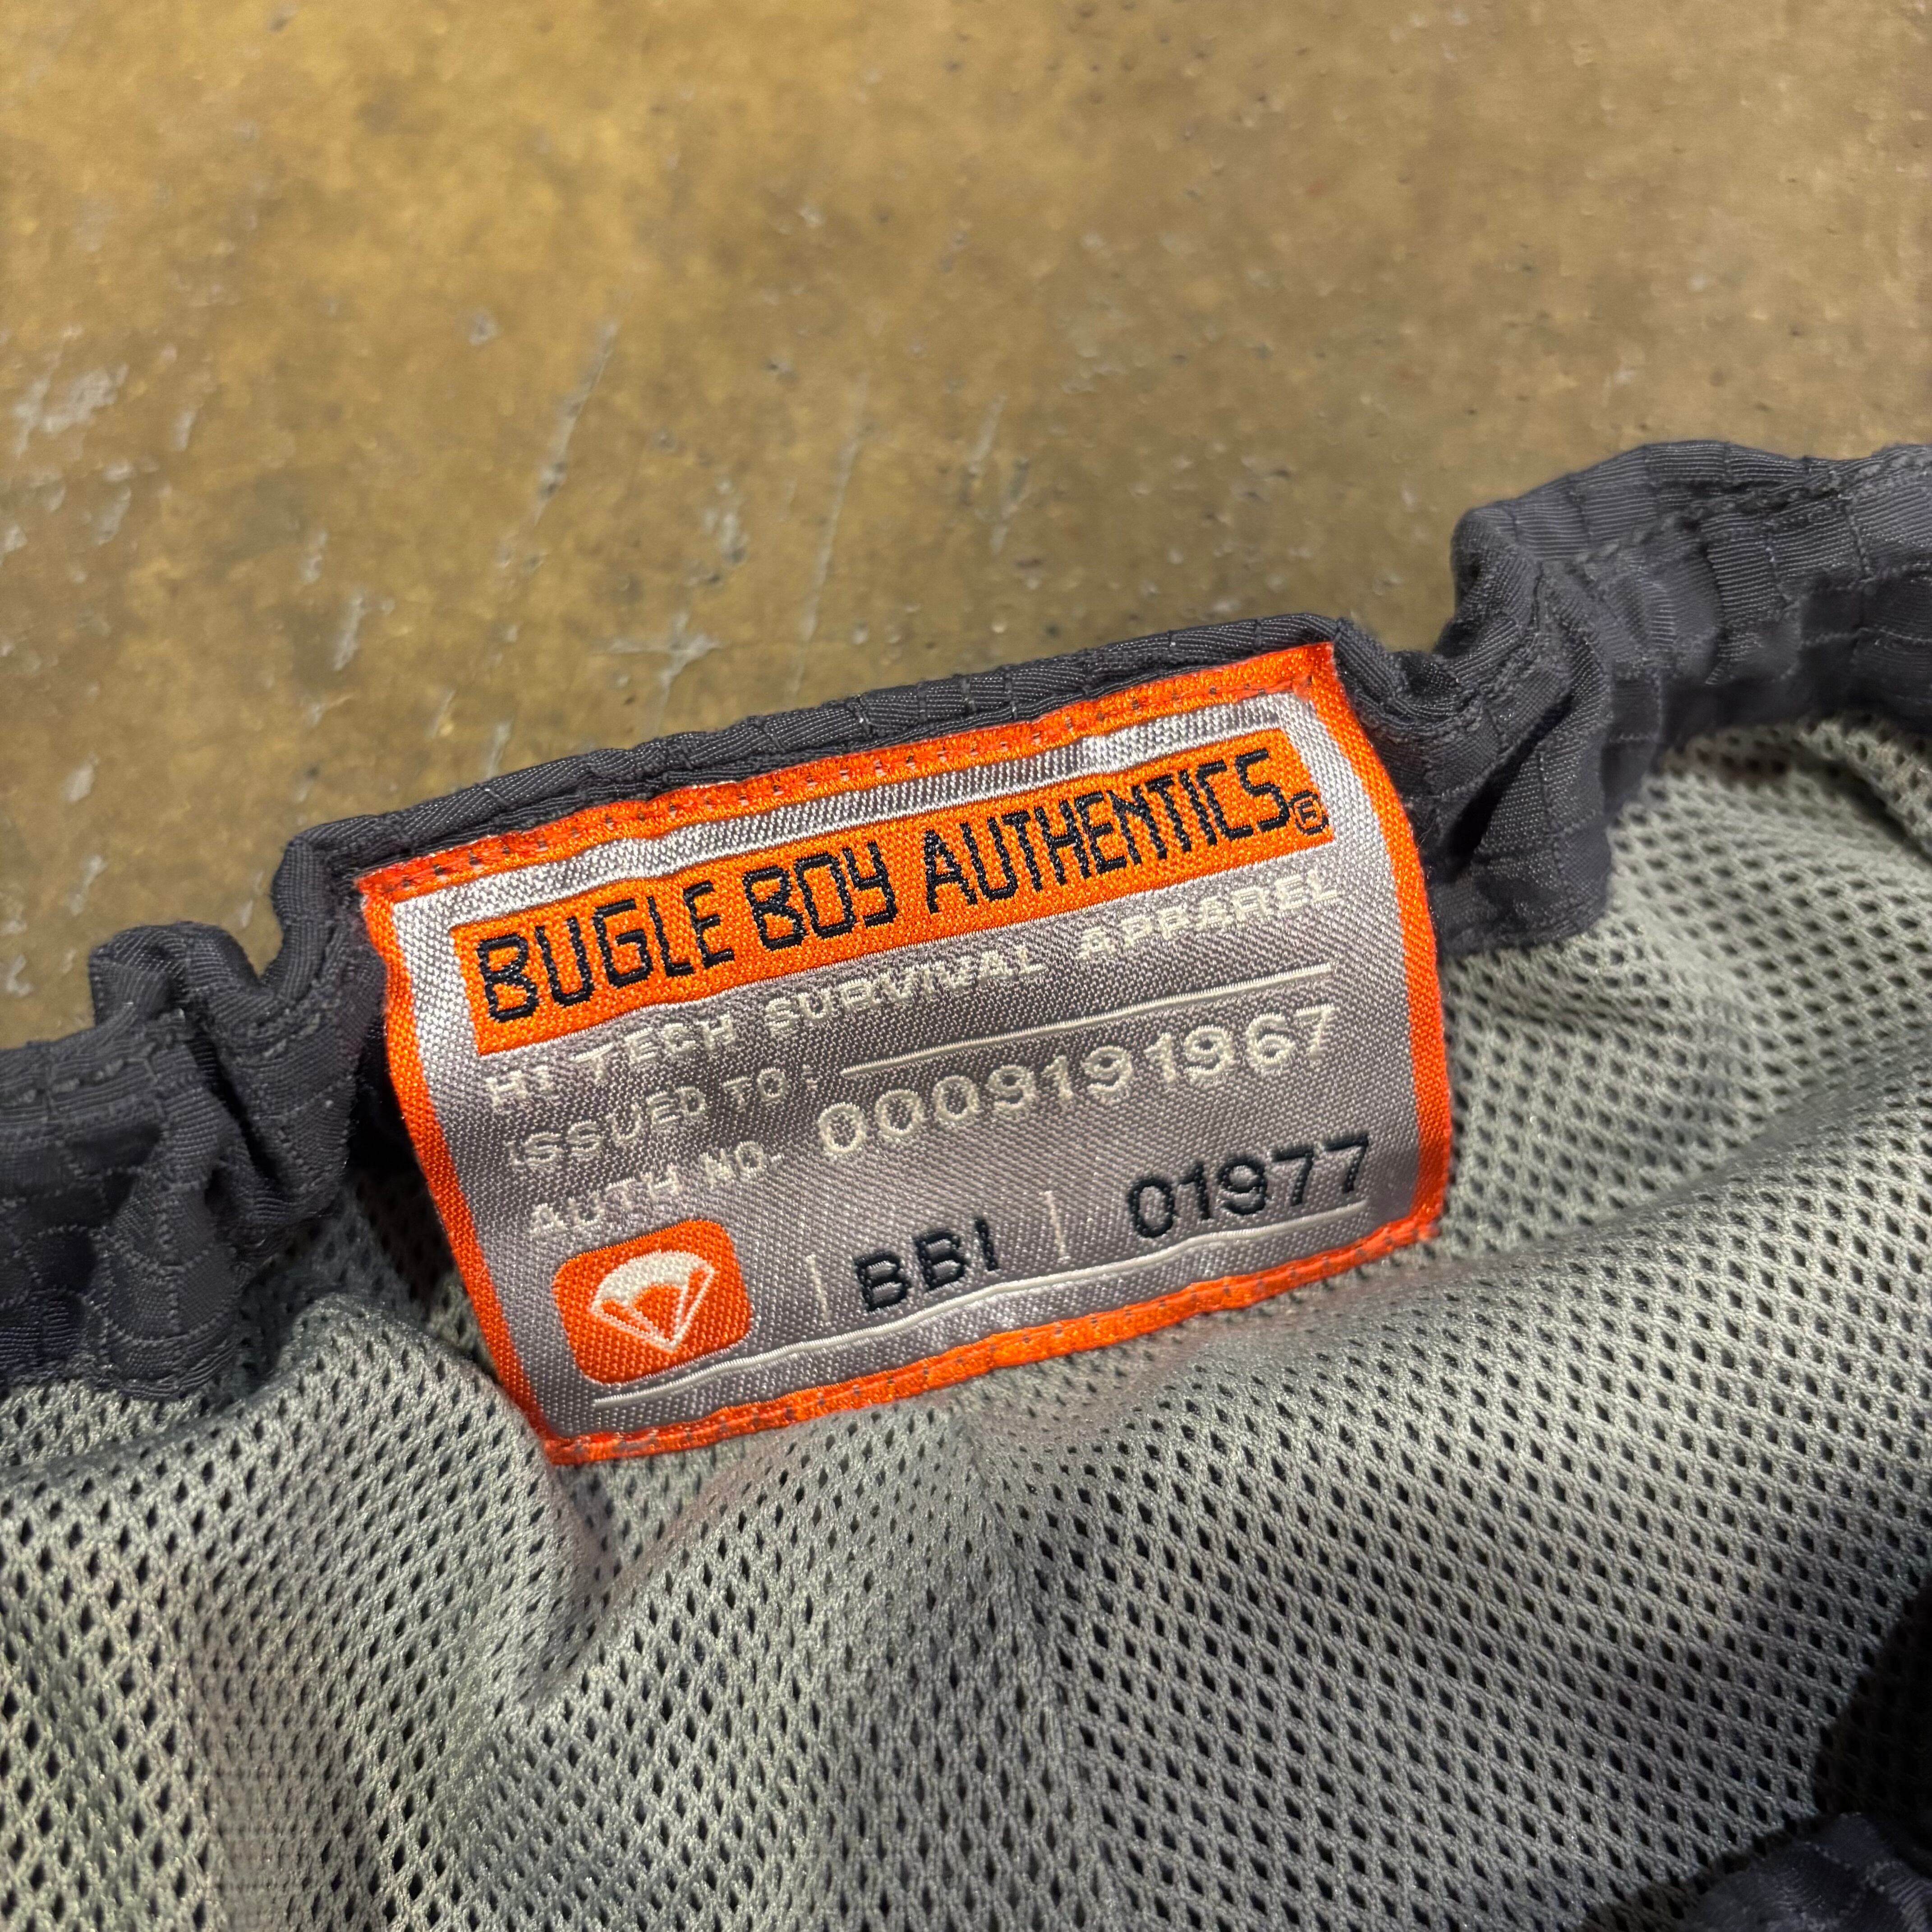 BUGLE BOY AUTHENTICS®
HI-TECH SURVIVAL APPAREL
ISSUED TO:
AUTH NO. 0009191967
BBI 01977